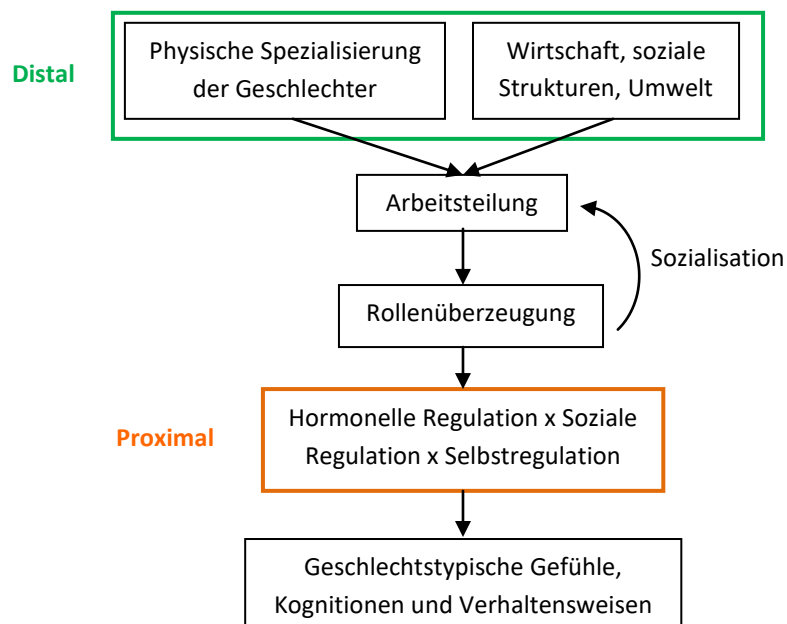 Distal
Physische Spezialisierung
der Geschlechter
Wirtschaft, soziale
Strukturen, Umwelt
Arbeitsteilung
Sozialisation
Rollenüberzeugung
Proximal
Hormonelle Regulation x Soziale
Regulation x Selbstregulation
Geschlechtstypische Gefühle,
Kognitionen und Verhaltensweisen